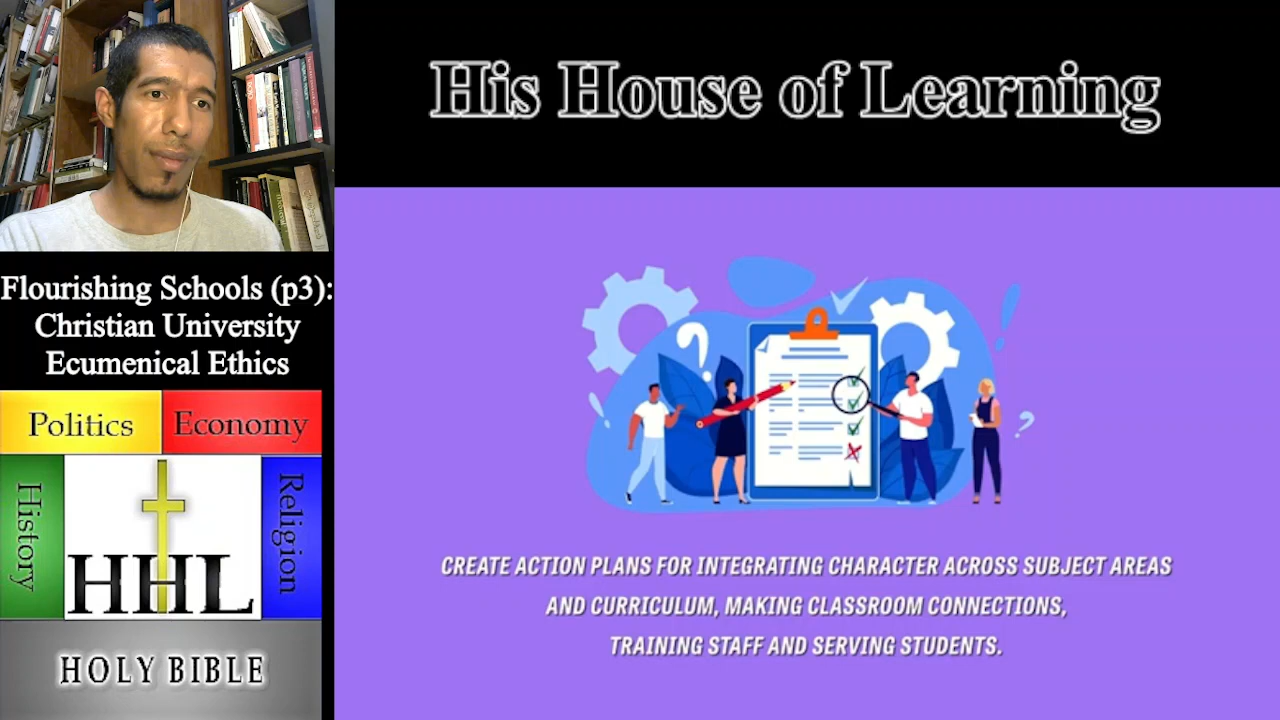 His House of Learning
Flourishing Schools (p3):
Christian University
Ecumenical Ethics
Politics
Economy
History
Religion
HHL
HOLY BIBLE
CREATE ACTION PLANS FOR INTEGRATING CHARACTER ACROSS SUBJECT AREAS
AND CURRICULUM, MAKING CLASSROOM CONNECTIONS,
TRAINING STAFF AND SERVING STUDENTS.